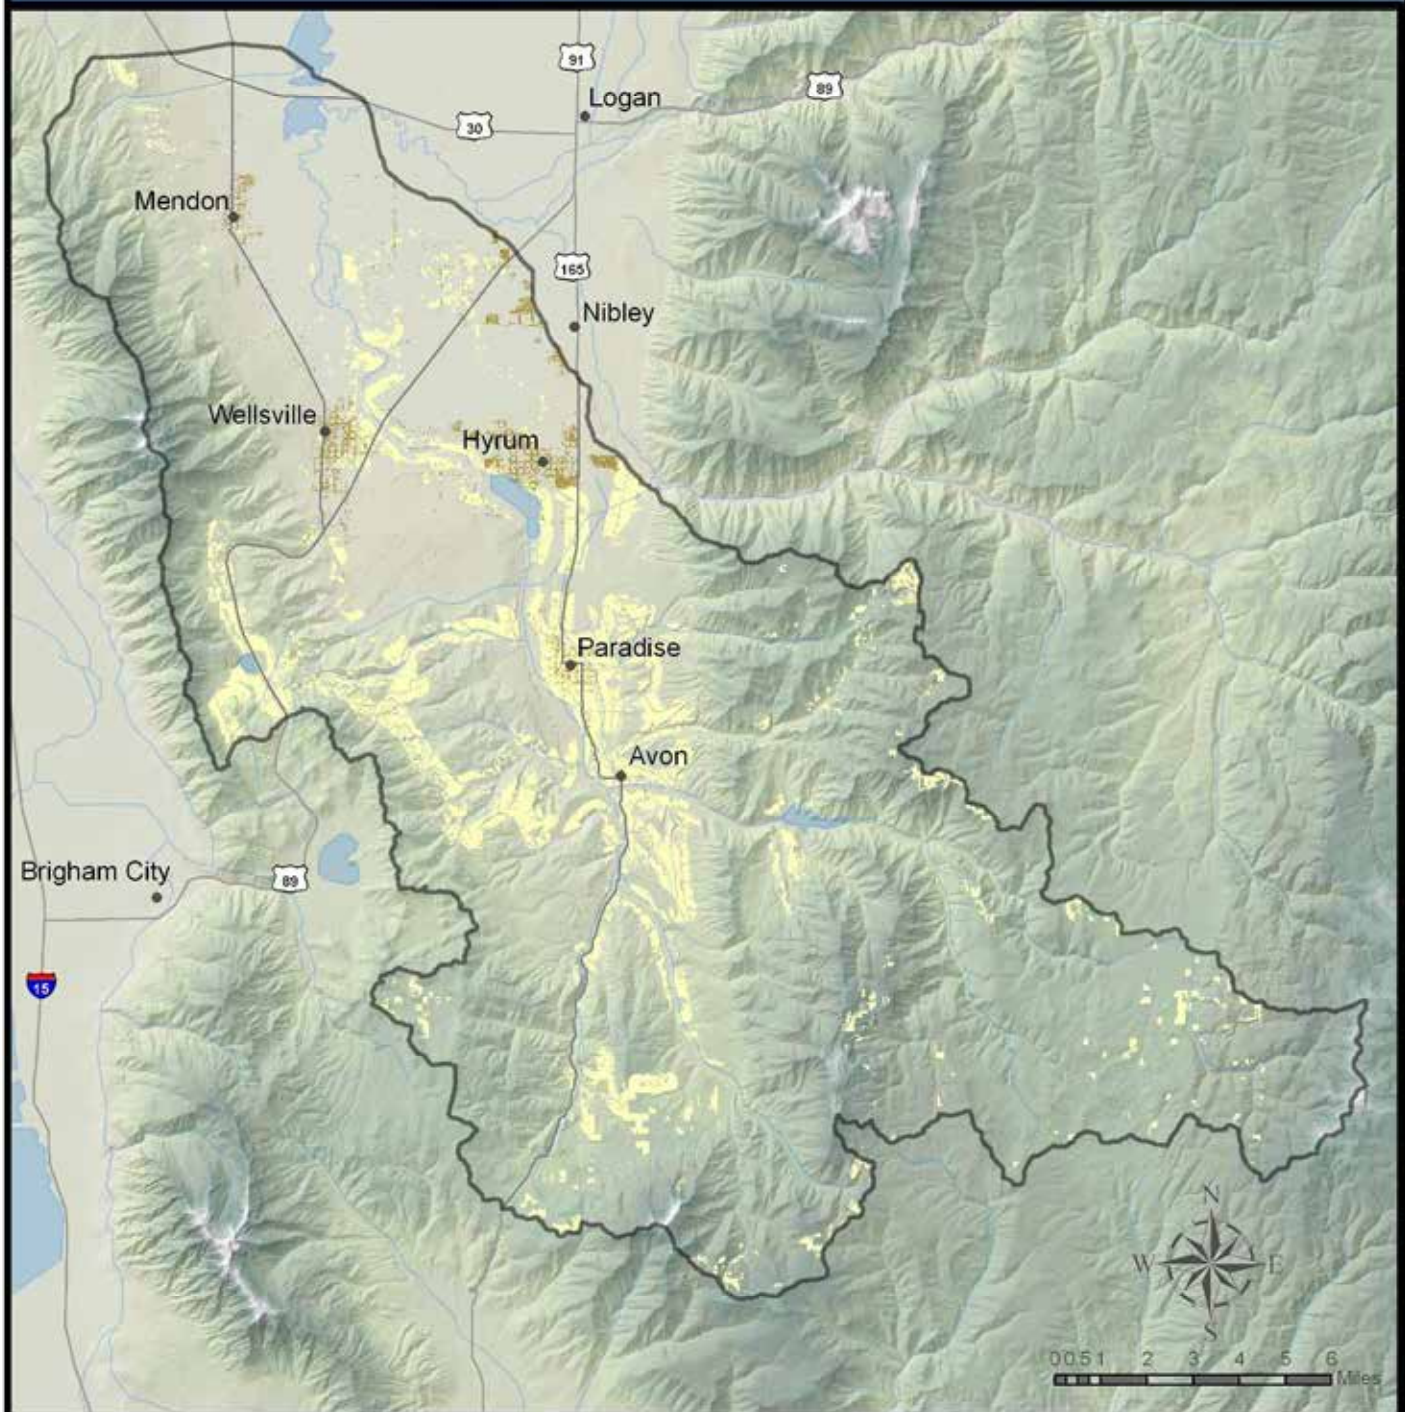 91
Logan
89
30
Mendon
165
Nibley
Wellsville
Hyrum
c
Paradise
Avon
Brigham City
89
15
N
W E
S
0 0.5 1 2 3 4 5 6
Miles